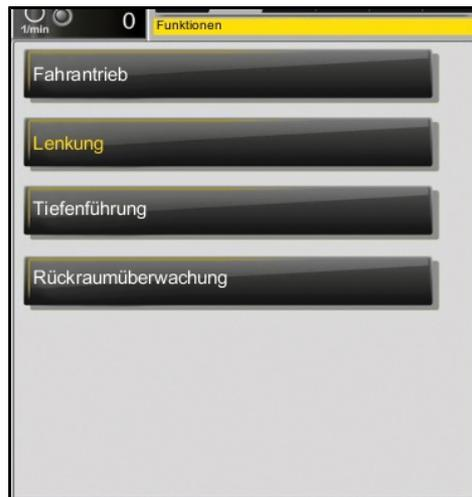 1/min 0 Funktionen
Fahrantrieb
Lenkung
Tiefenführung
Rückraumüberwachung